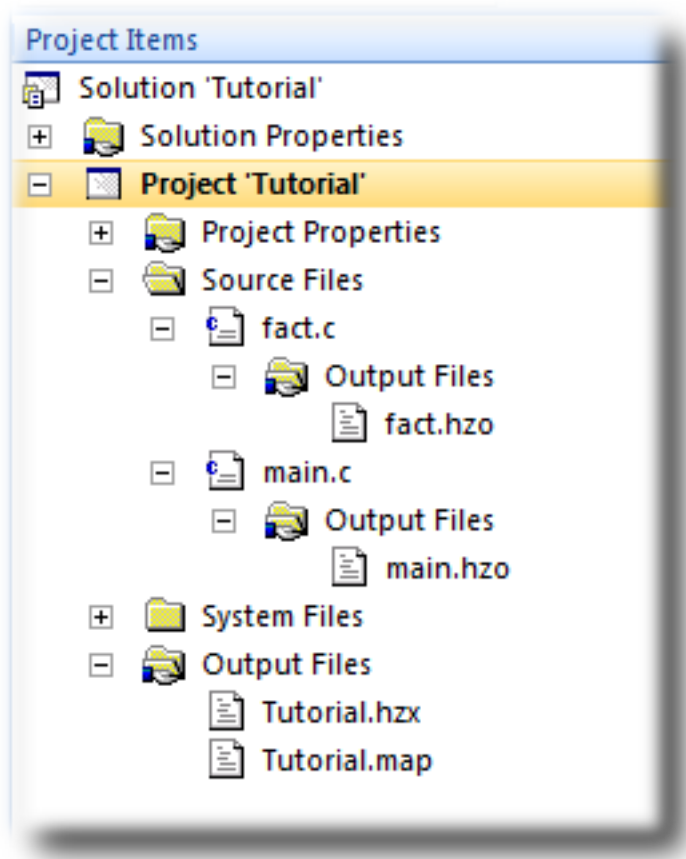 Project Items
Solution 'Tutorial'
Solution Properties
Project 'Tutorial'
Project Properties
Source Files
fact.c
Output Files
fact.hzo
main.c
Output Files
main.hzo
System Files
Output Files
Tutorial.hzx
Tutorial.map